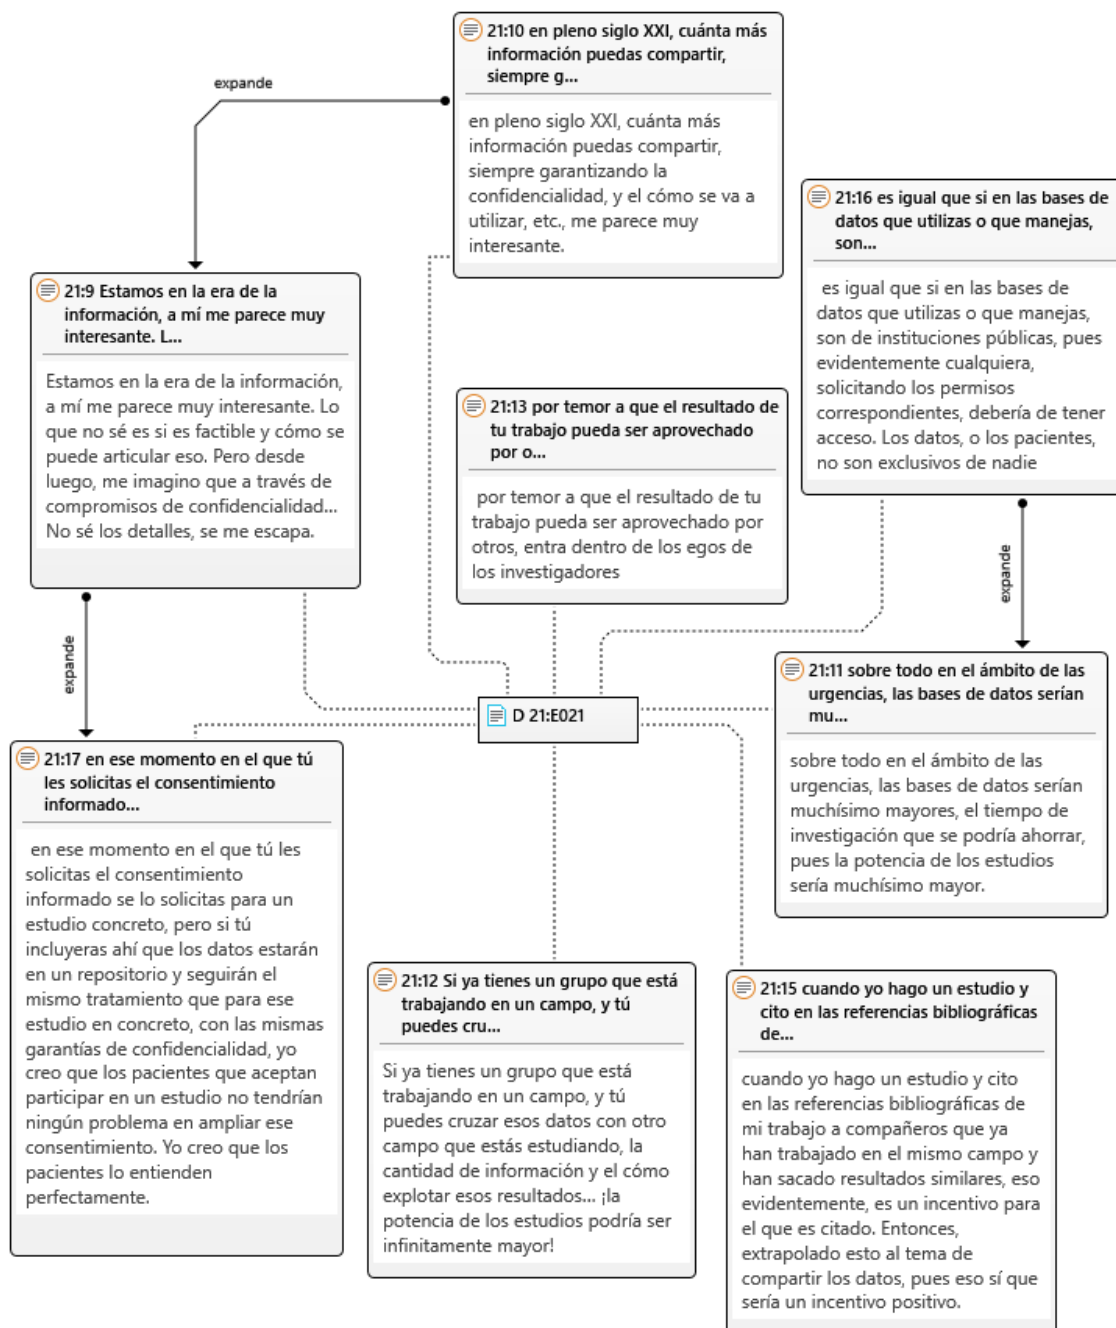 21:10 en pleno siglo XXI, cuánta más
información puedas compartir,
siempre g...
en pleno siglo XXI, cuánta más
información puedas compartir,
siempre garantizando la
confidencialidad, y el cómo se va a
utilizar, etc., me parece muy
interesante.
expande
21:16 es igual que si en las bases de
datos que utilizas o que manejas,
son...
es igual que si en las bases de
datos que utilizas o que manejas,
son de instituciones públicas, pues
evidentemente cualquiera,
solicitando los permisos
correspondientes, debería de tener
acceso. Los datos, o los pacientes,
no son exclusivos de nadie
21:9 Estamos en la era de la
información, a mí me parece muy
interesante. L...
Estamos en la era de la información,
a mí me parece muy interesante. Lo
que no sé es si es factible y cómo se
puede articular eso. Pero desde
luego, me imagino que a través de
compromisos de confidencialidad...
No sé los detalles, se me escapa.
21:13 por temor a que el resultado de
tu trabajo pueda ser aprovechado
por o...
por temor a que el resultado de tu
trabajo pueda ser aprovechado por
otros, entra dentro de los egos de
los investigadores
expande
expande
D 21:E021
21:11 sobre todo en el ámbito de las
urgencias, las bases de datos serían
mu...
sobre todo en el ámbito de las
urgencias, las bases de datos serían
muchísimo mayores, el tiempo de
investigación que se podría ahorrar,
pues la potencia de los estudios
sería muchísimo mayor.
21:17 en ese momento en el que tú
les solicitas el consentimiento
informado...
en ese momento en el que tú les
solicitas el consentimiento
informado se lo solicitas para un
estudio concreto, pero si tú
incluyeras ahí que los datos estarán
en un repositorio y seguirán el
mismo tratamiento que para ese
estudio en concreto, con las mismas
garantías de confidencialidad, yo
creo que los pacientes que aceptan
participar en un estudio no tendrían
ningún problema en ampliar ese
consentimiento. Yo creo que los
pacientes lo entienden
perfectamente.
21:12 Si ya tienes un grupo que está
trabajando en un campo, y tú
puedes cru...
Si ya tienes un grupo que está
trabajando en un campo, y tú
puedes cruzar esos datos con otro
campo que estás estudiando, la
cantidad de información y el cómo
explotar esos resultados... ¡la
potencia de los estudios podría ser
infinitamente mayor!
21:15 cuando yo hago un estudio y
cito en las referencias bibliográficas
de...
cuando yo hago un estudio y cito
en las referencias bibliográficas de
mi trabajo a compañeros que ya
han trabajado en el mismo campo y
han sacado resultados similares, eso
evidentemente, es un incentivo para
el que es citado. Entonces,
extrapolado esto al tema de
compartir los datos, pues eso sí que
sería un incentivo positivo.